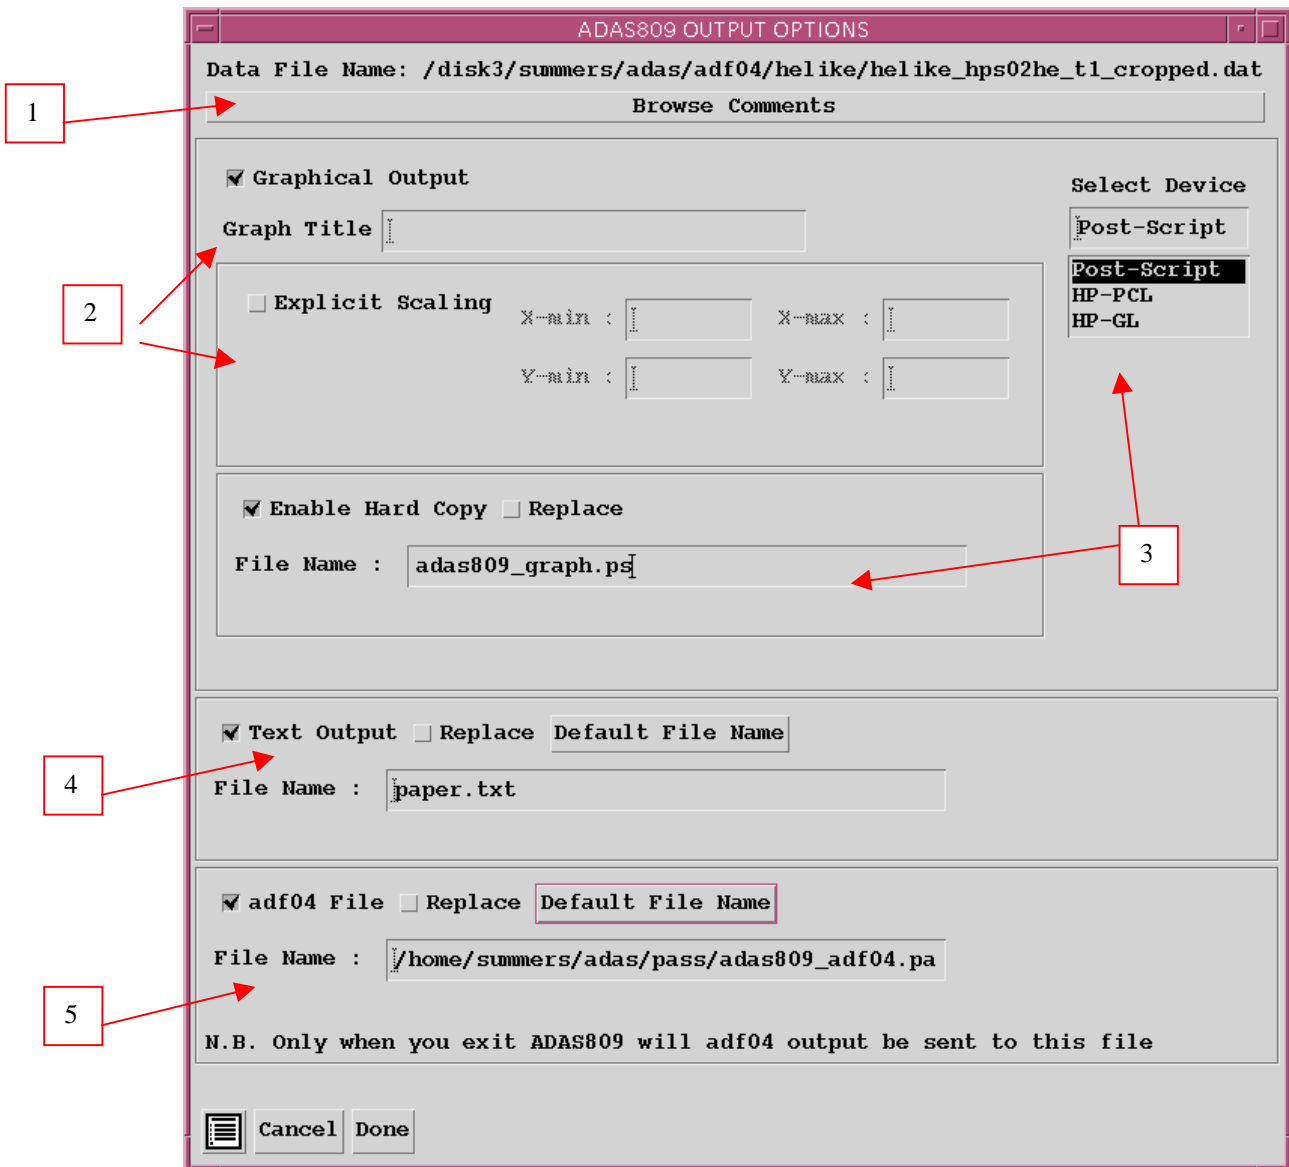 ADAS809 OUTPUT OPTIONS
Data File Name: /disk3/summers/adas/adf04/helike/helike_hps02he_t1_cropped.dat
1
Browse Comments
Graphical Output
Select Device
Graph Title
Post-Script
Post-Script
HP-PCL
HP-GL
2
Explicit Scaling
X-min :
X-max :
Y-min :
Y-max :
Enable Hard Copy Replace
File Name : adas809_graph.ps
3
Text Output Replace Default File Name
4
File Name : paper.txt
adf04 File Replace Default File Name
File Name : /home/summers/adas/pass/adas809_adf04.pa
5
N.B. Only when you exit ADAS809 will adf04 output be sent to this file
Cancel Done